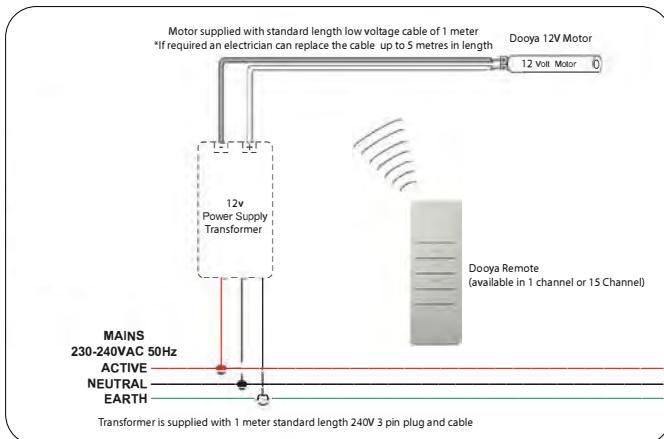 Motor supplied with standard length low voltage cable of 1 meter
*If required an electrician can replace the cable up to 5 metres in length
Dooya 12V Motor
12 Volt Motor
- +
12v
Power Supply
Transformer
Dooya Remote
(available in 1 channel or 15 Channel)
MAINS
230-240VAC 50Hz
ACTIVE
NEUTRAL
EARTH
Transformer is supplied with 1 meter standard length 240V 3 pin plug and cable